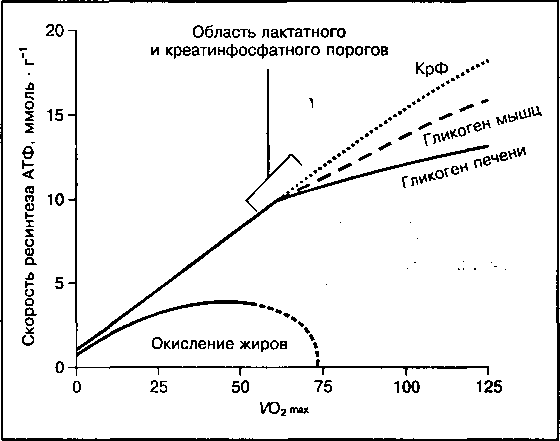 Область лактатного
и креатинфосфатного порогов
КрФ
Гликоген мышц
Гликоген печени
Окисление жиров
Скорость ресинтеза АТФ, ммоль · г⁻¹
20
15
10
5
0
0 25 50 75 100 125
VO₂ max